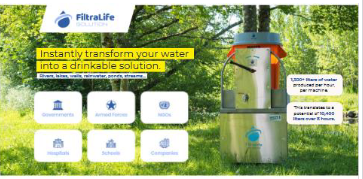 FiltraLife
SOLUTION
Instantly transform your water
into a drinkable solution.
Rivers, lakes, wells, rainwater, ponds, streams...
Governments
Armed Forces
NGOs
Hospitals
Schools
Companies
1,300+ liters of water
produced per hour,
per machine.
This translates to a
potential of 10,400
liters over 8 hours.